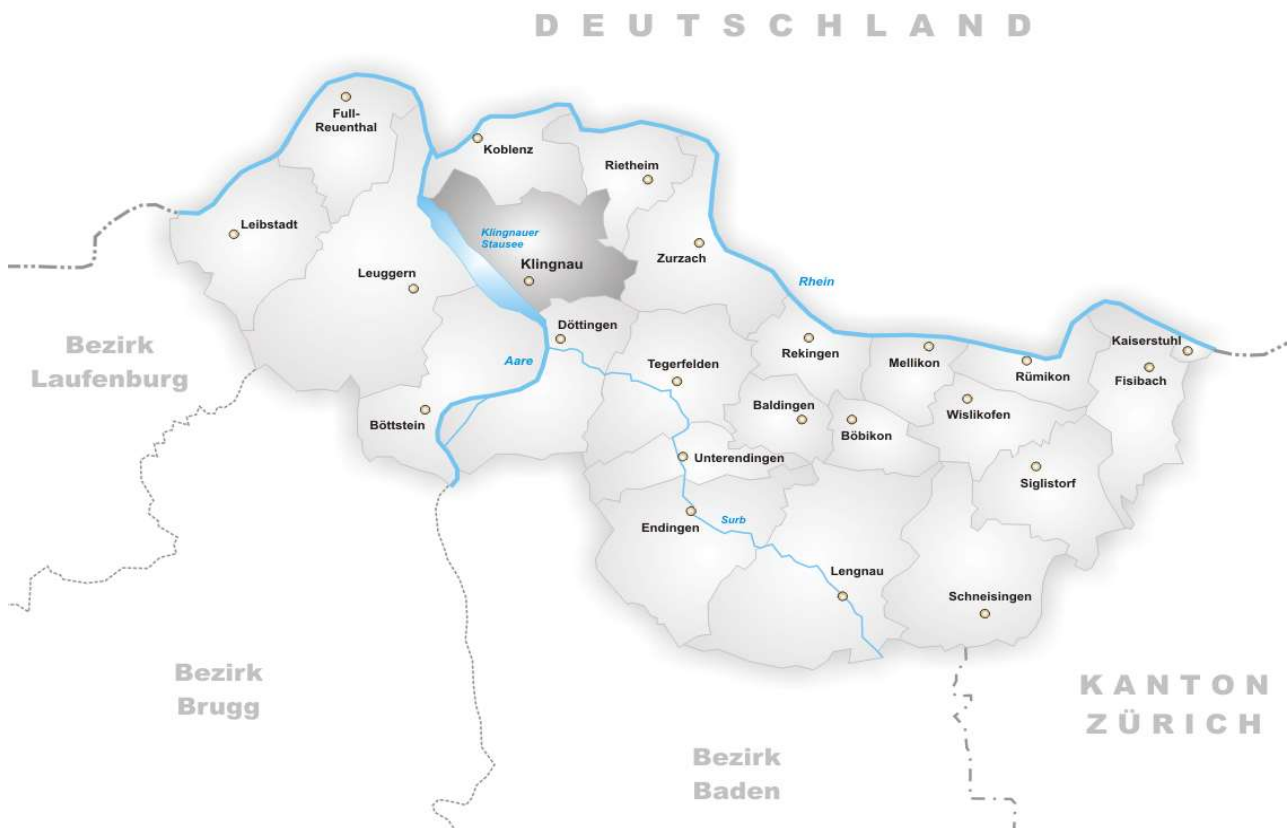 DEUTSCHLAND
Full-
Reuenthal
Koblenz
Rietheim
Leibstadt
Klingnauer
Stausee
Zurzach
Klingnau
Leuggern
Rhein
Döttingen
Bezirk
Laufenburg
Aare
Tegerfelden
Rekingen
Mellikon
Rümikon
Kaiserstuhl
Fisibach
Böttstein
Baldingen
Böbikon
Wislikofen
Unterendingen
Siglistorf
Endingen
Surb
Lengnau
Schneisingen
Bezirk
Brugg
KANTON
ZÜRICH
Bezirk
Baden